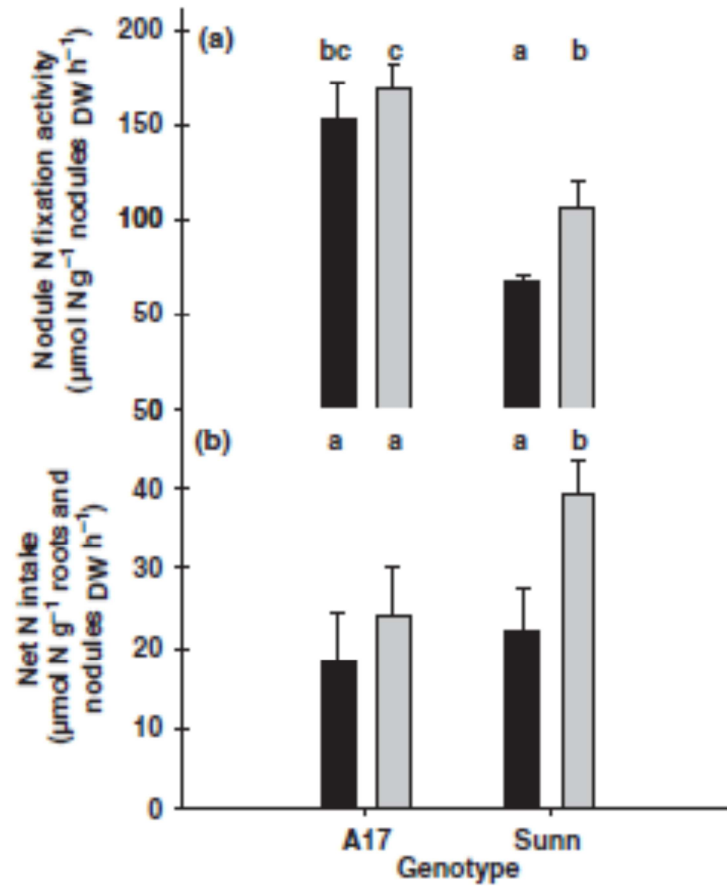 Nodule N fixation activity
(µmol N g⁻¹ nodules DW h⁻¹)
200
150
100
50
(a)
bc c a b
Net N intake
(µmol N g⁻¹ roots and
nodules DW h⁻¹)
50
40
30
20
10
0
(b)
a a a b
A17 Sunn
Genotype